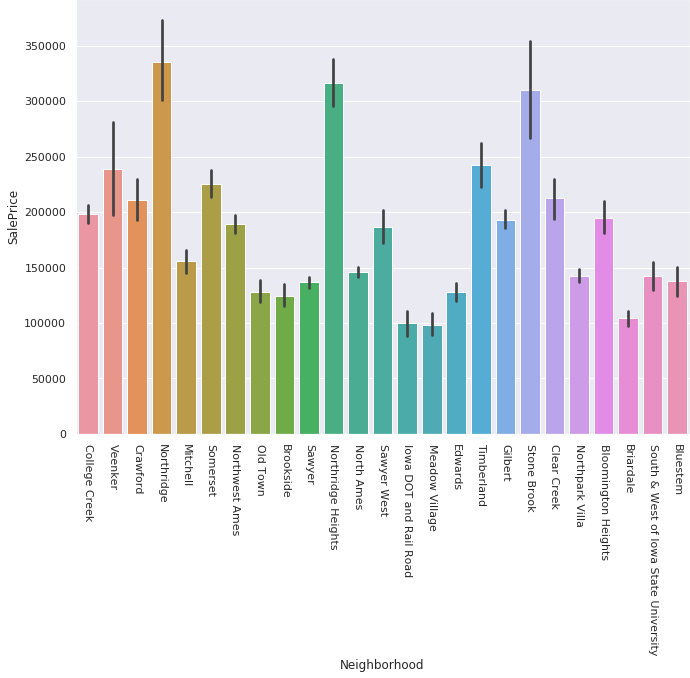 350000
300000
250000
200000
150000
100000
50000
0
SalePrice
College Creek
Veenker
Crawford
Northridge
Mitchell
Somerset
Northwest Ames
Old Town
Brookside
Sawyer
Northridge Heights
North Ames
Sawyer West
Iowa DOT and Rail Road
Meadow Village
Edwards
Timberland
Gilbert
Stone Brook
Clear Creek
Northpark Villa
Bloomington Heights
Briardale
South & West of Iowa State University
Bluestem
Neighborhood